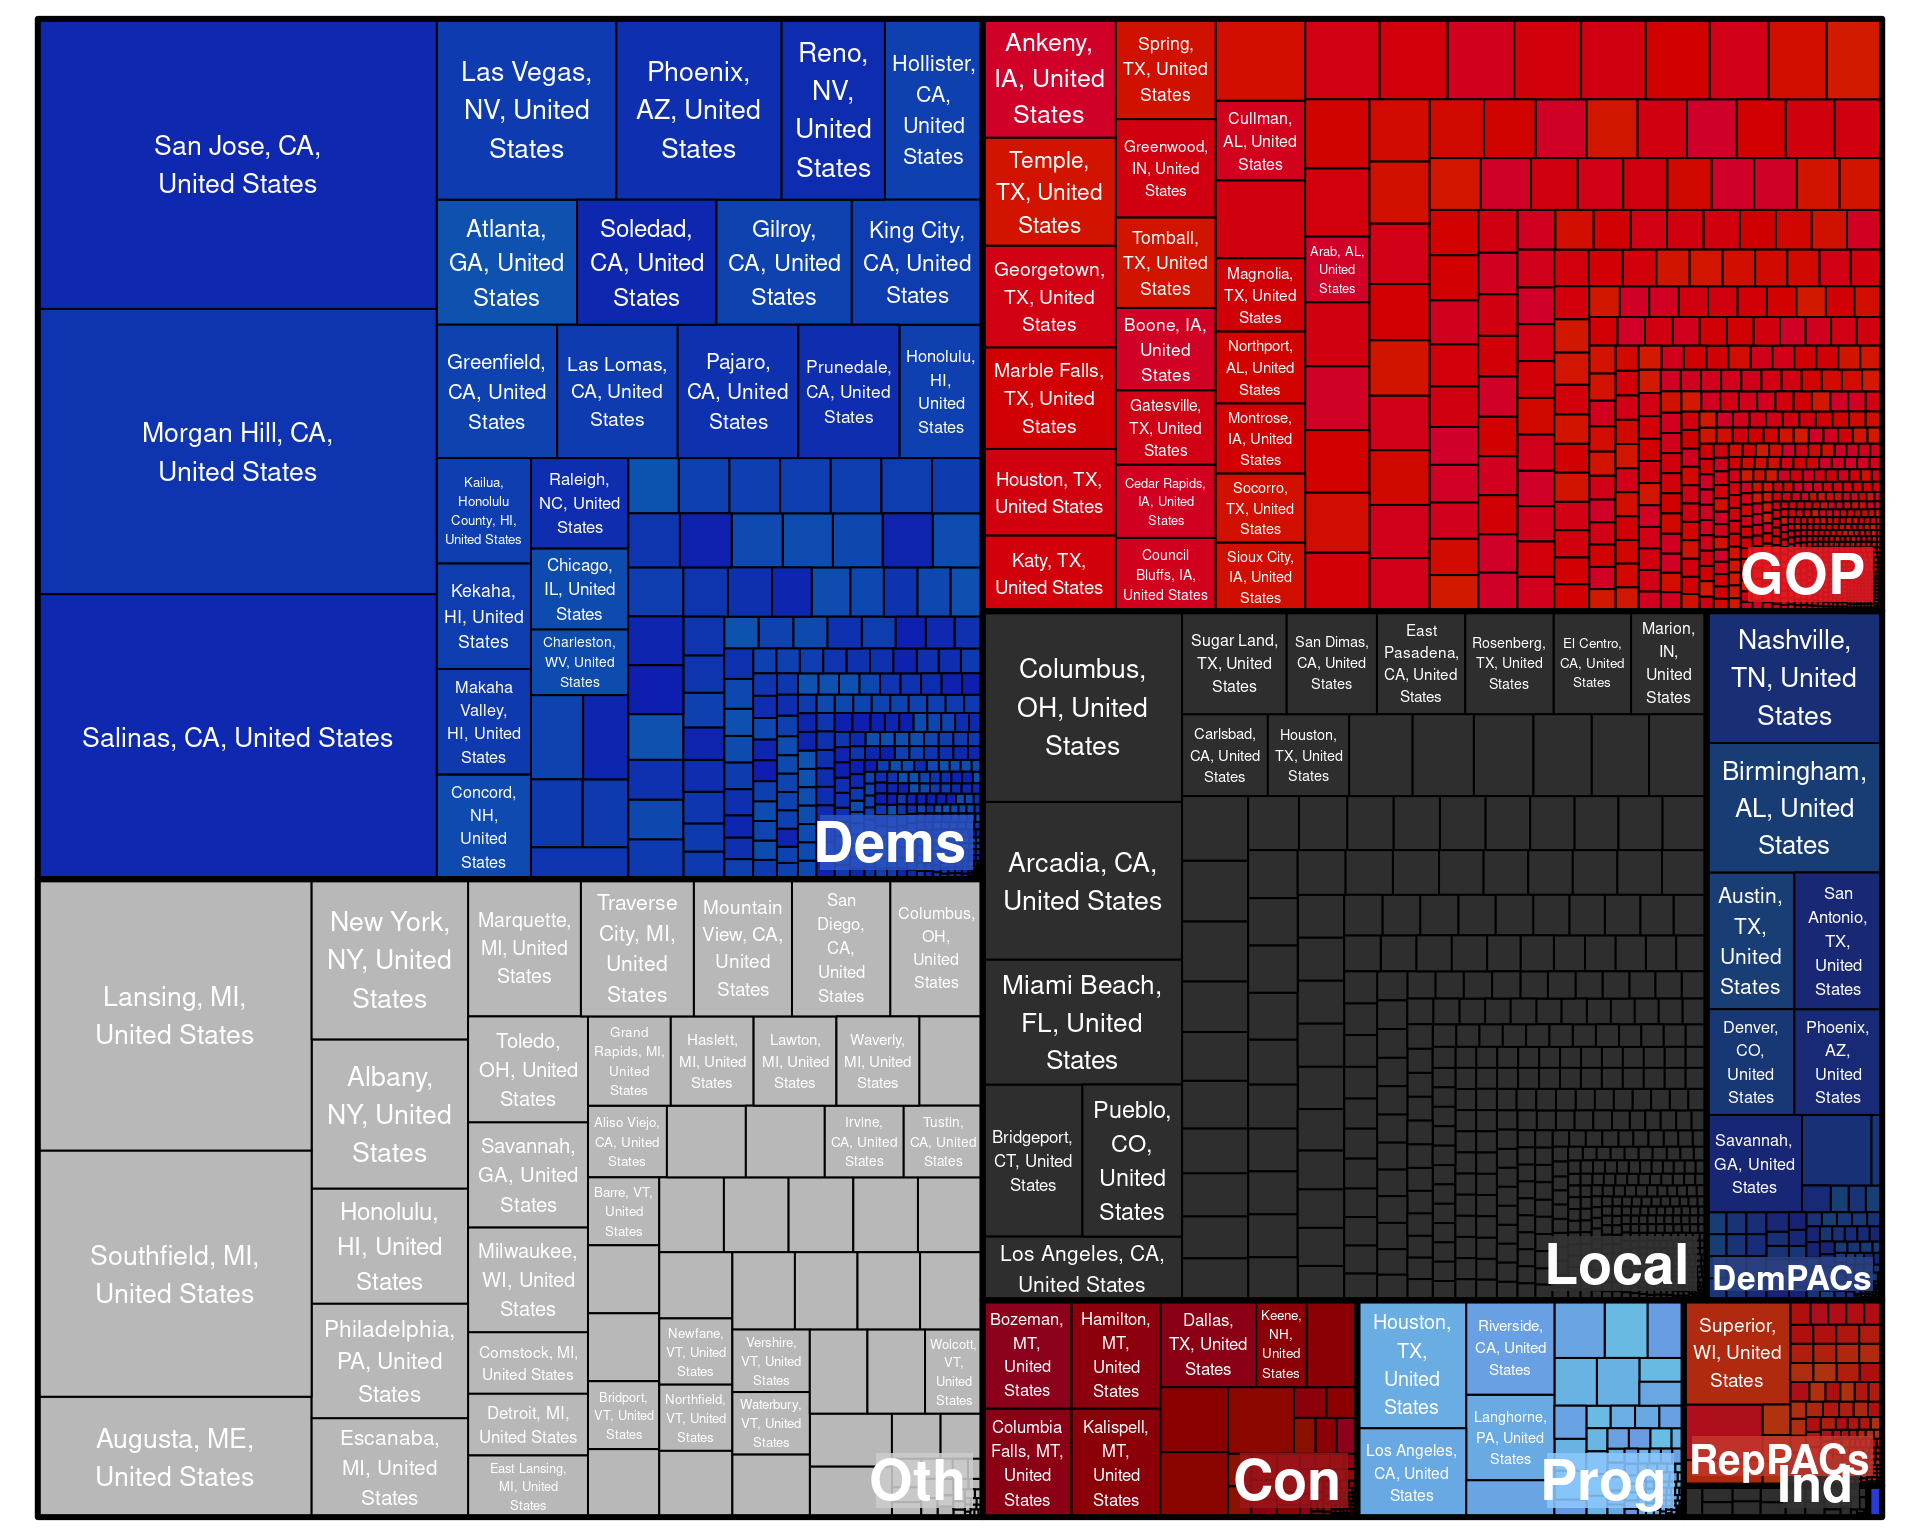 San Jose, CA,
United States
Morgan Hill, CA,
United States
Salinas, CA, United States
Las Vegas,
NV, United
States
Phoenix,
AZ, United
States
Reno,
NV,
United
States
Hollister,
CA,
United
States
Atlanta,
GA, United
States
Soledad,
CA, United
States
Gilroy,
CA, United
States
King City,
CA, United
States
Greenfield,
CA, United
States
Las Lomas,
CA, United
States
Pajaro,
CA, United
States
Prunedale,
CA, United
States
Honolulu,
HI,
United
States
Kailua,
Honolulu
County, HI,
United States
Raleigh,
NC, United
States
Chicago,
IL, United
States
Kekaha,
HI, United
States
Charleston,
WV, United
States
Makaha
Valley,
HI, United
States
Concord,
NH,
United
States
Dems
Ankeny,
IA, United
States
Temple,
TX, United
States
Georgetown,
TX, United
States
Marble Falls,
TX, United
States
Houston, TX,
United States
Katy, TX,
United States
Spring,
TX, United
States
Greenwood,
IN, United
States
Tomball,
TX, United
States
Boone, IA,
United
States
Gatesville,
TX, United
States
Cedar Rapids,
IA, United
States
Council
Bluffs, IA,
United States
Cullman,
AL, United
States
Magnolia,
TX, United
States
Northport,
AL, United
States
Montrose,
IA, United
States
Socorro,
TX, United
States
Sioux City,
IA, United
States
Arab, AL,
United
States
GOP
Columbus,
OH, United
States
Arcadia, CA,
United States
Miami Beach,
FL, United
States
Bridgeport,
CT, United
States
Pueblo,
CO,
United
States
Los Angeles, CA,
United States
Sugar Land,
TX, United
States
San Dimas,
CA, United
States
East
Pasadena,
CA, United
States
Rosenberg,
TX, United
States
El Centro,
CA, United
States
Marion,
IN,
United
States
Carlsbad,
CA, United
States
Houston,
TX, United
States
Local
Nashville,
TN, United
States
Birmingham,
AL, United
States
Austin,
TX,
United
States
San
Antonio,
TX,
United
States
Denver,
CO,
United
States
Phoenix,
AZ,
United
States
Savannah,
GA, United
States
DemPACs
Lansing, MI,
United States
Southfield, MI,
United States
Augusta, ME,
United States
New York,
NY, United
States
Albany,
NY, United
States
Honolulu,
HI, United
States
Philadelphia,
PA, United
States
Escanaba,
MI, United
States
Marquette,
MI, United
States
Traverse
City, MI,
United
States
Mountain
View, CA,
United
States
San
Diego,
CA,
United
States
Columbus,
OH,
United
States
Toledo,
OH, United
States
Savannah,
GA, United
States
Milwaukee,
WI, United
States
Comstock, MI,
United States
Detroit, MI,
United States
East Lansing,
MI, United
States
Grand
Rapids, MI,
United
States
Haslett,
MI, United
States
Lawton,
MI, United
States
Waverly,
MI, United
States
Aliso Viejo,
CA, United
States
Irvine,
CA, United
States
Tustin,
CA, United
States
Barre, VT,
United
States
Bridport,
VT, United
States
Newfane,
VT, United
States
Northfield,
VT, United
States
Vershire,
VT, United
States
Waterbury,
VT, United
States
Wolcott,
VT,
United
States
Oth
Bozeman,
MT,
United
States
Hamilton,
MT,
United
States
Dallas,
TX, United
States
Keene,
NH,
United
States
Columbia
Falls, MT,
United
States
Kalispell,
MT,
United
States
Con
Houston,
TX,
United
States
Riverside,
CA, United
States
Los Angeles,
CA, United
States
Langhorne,
PA, United
States
Prog
Superior,
WI, United
States
RepPACs
Ind